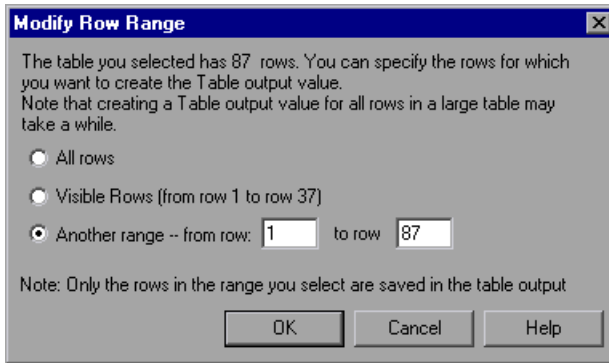 Modify Row Range
The table you selected has 87 rows. You can specify the rows for which
you want to create the Table output value.
Note that creating a Table output value for all rows in a large table may
take a while.
All rows
Visible Rows (from row 1 to row 37)
Another range -- from row: 1 to row 87
Note: Only the rows in the range you select are saved in the table output
OK Cancel Help